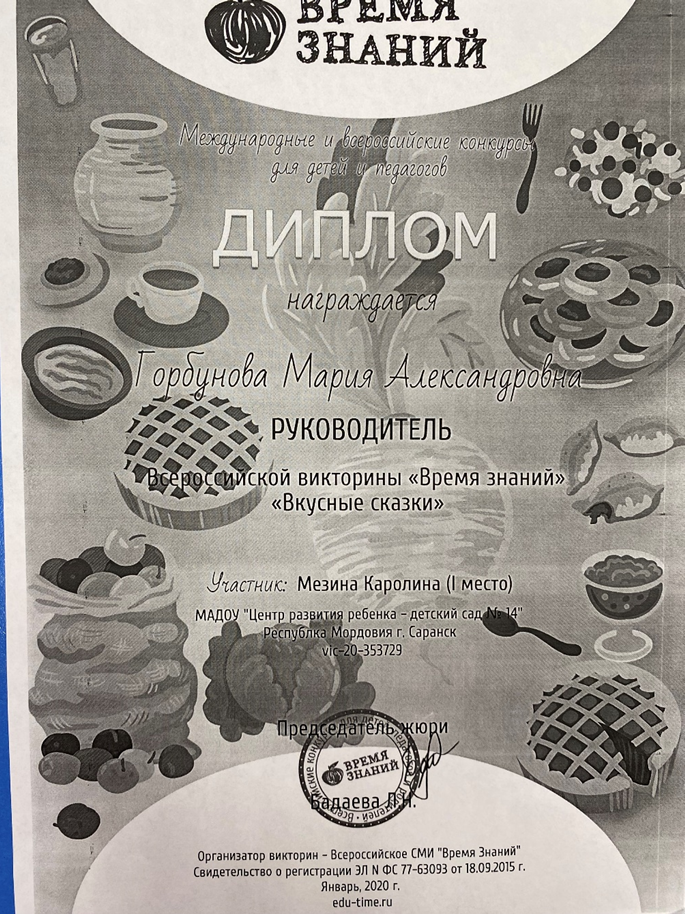 ВРЕМЯ
ЗНАНИЙ
Международные и всероссийские конкурсы
для детей и педагогов
ДИПЛОМ
награждается
Горбунова Мария Александровна
РУКОВОДИТЕЛЬ
Всероссийской викторины «Время знаний»
«Вкусные сказки»
Участник: Мезина Каролина (I место)
МАДОУ "Центр развития ребенка - детский сад № 14"
Республка Мордовия г. Саранск
vic-20-353729
Председатель жюри
ВРЕМЯ
ЗНАНИЙ
Бадаева
Организатор викторин - Всероссийское СМИ "Время Знаний"
Свидетельство о регистрации ЭЛ N ФС 77-63093 от 18.09.2015 г.
Январь, 2020 г.
edu-time.ru